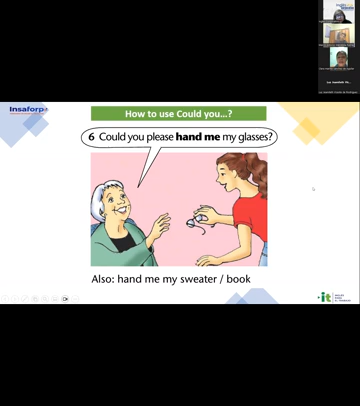 Insaforp
How to use Could you...?
6 Could you please hand me my glasses?
Also: hand me my sweater / book
it